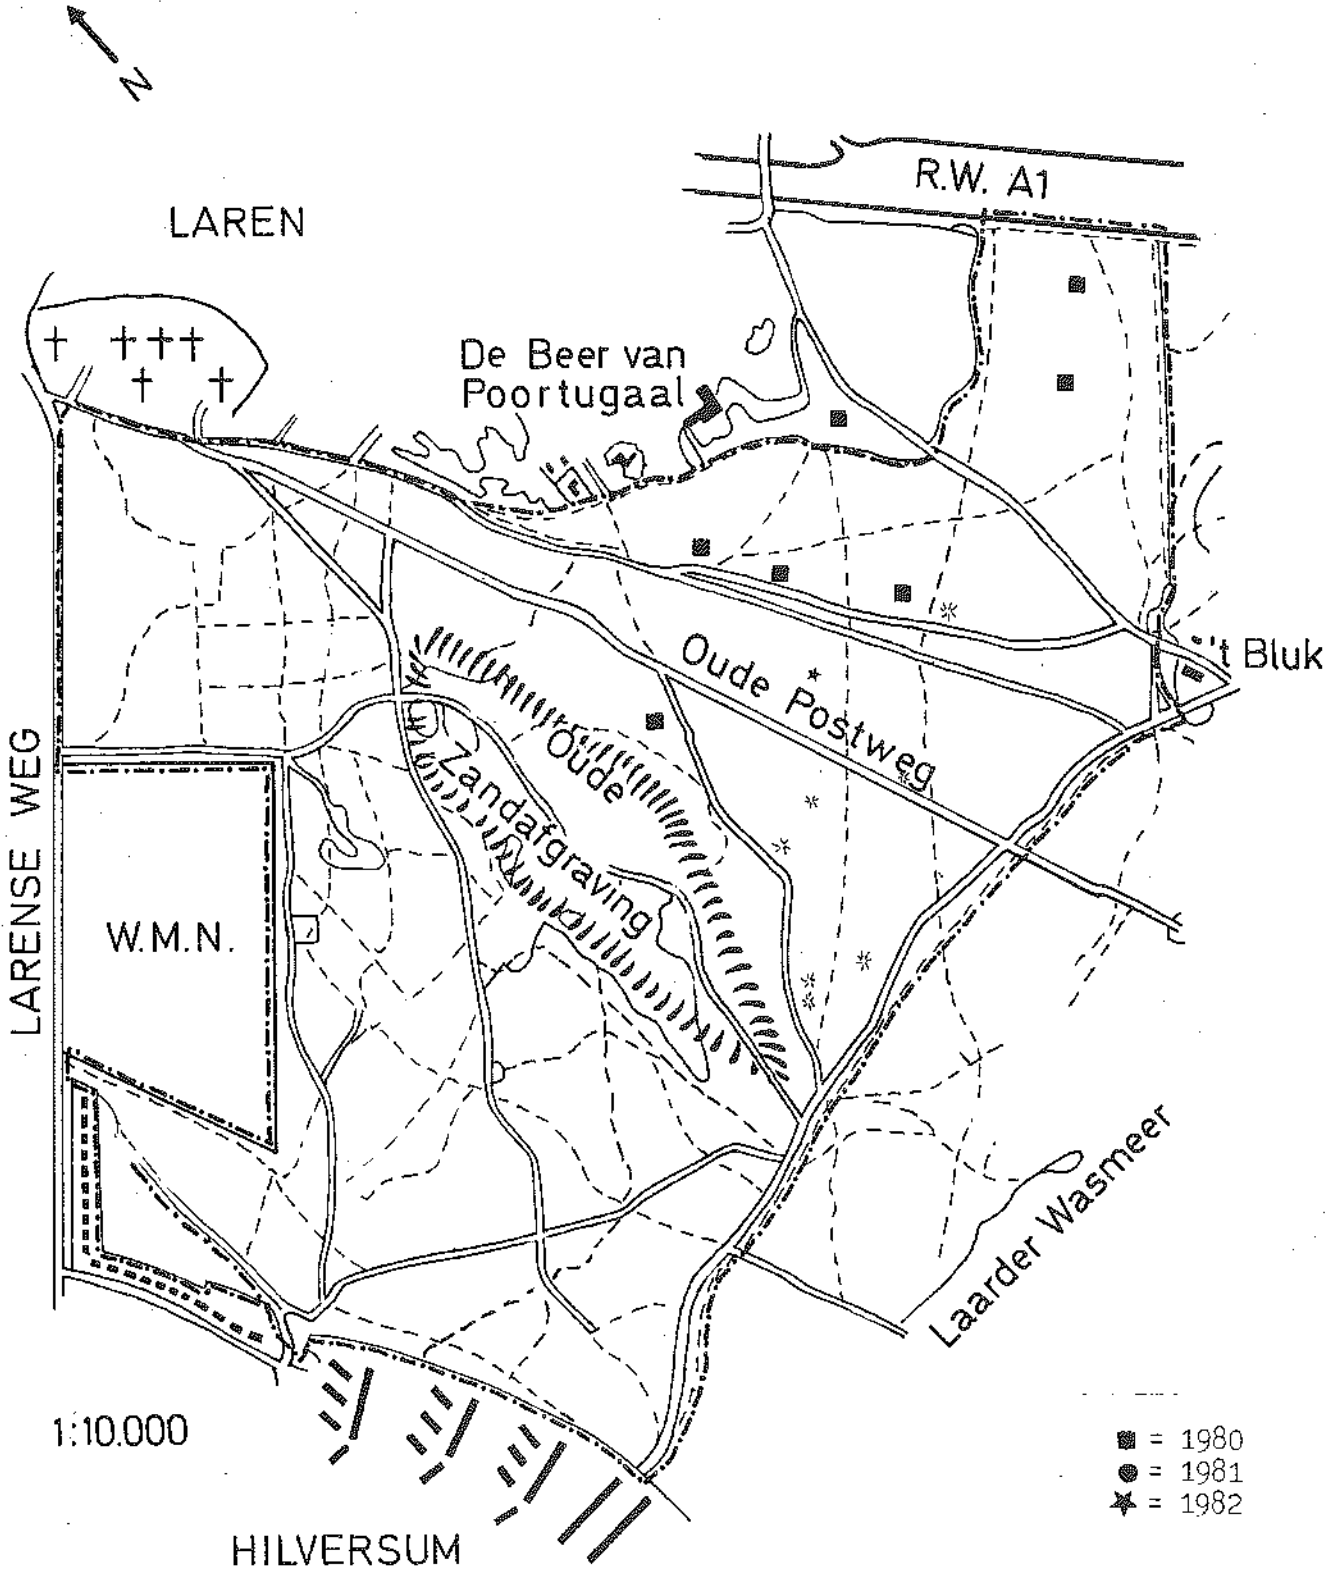 N
R.W. A1
LAREN
De Beer van
Poortugaal
't Bluk
Oude Postweg
Oude
Zandafgraving
LARENSE WEG
W.M.N.
Laarder Wasmeer
1:10.000
■ = 1980
● = 1981
★ = 1982
HILVERSUM